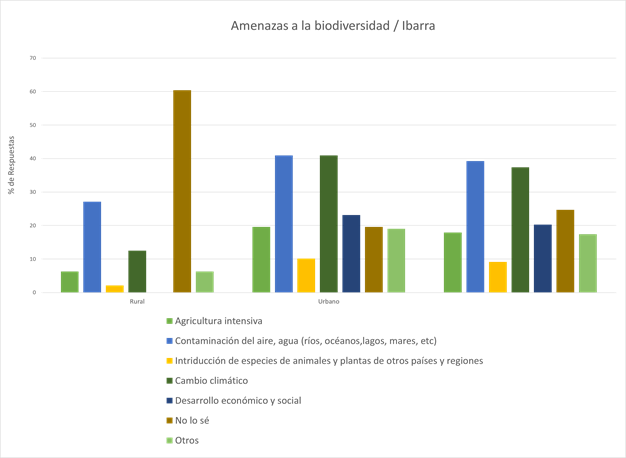 Amenazas a la biodiversidad / Ibarra
70
60
50
40
30
20
10
0
% de Respuestas
Rural Urbano
Agricultura intensiva
Contaminación del aire, agua (ríos, océanos,lagos, mares, etc)
Intriducción de especies de animales y plantas de otros países y regiones
Cambio climático
Desarrollo económico y social
No lo sé
Otros